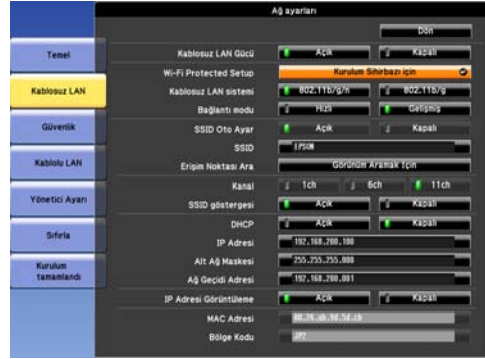 Ağ ayarları
Dön
Temel
Kablosuz LAN
Güvenlik
Kablolu LAN
Yönetici Ayarı
Sıfırla
Kurulum
tamamlandı
Kablosuz LAN Gücü Açık Kapalı
Wi-Fi Protected Setup Kurulum Sihirbazı için
Kablosuz LAN sistemi 802.11b/g/n 802.11b/g
Bağlantı modu Hızlı Gelişmiş
SSID Oto Ayar Açık Kapalı
SSID EPSON
Erişim Noktası Ara Görünüm Aramak İçin
Kanal 1ch 6ch 11ch
SSID göstergesi Açık Kapalı
DHCP Açık Kapalı
IP Adresi 192.168.200.100
Alt Ağ Maskesi 255.255.255.000
Ağ Geçidi Adresi 192.168.200.001
IP Adresi Görüntüleme Açık Kapalı
MAC Adresi
Bölge Kodu JP2